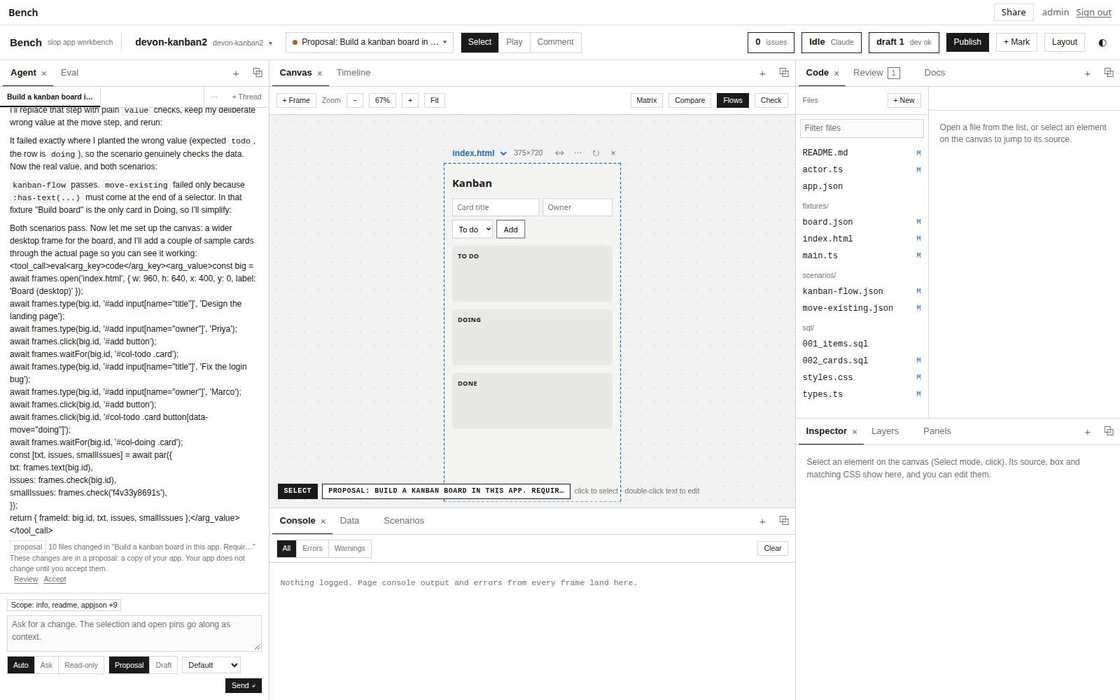 Bench
Share
admin
Sign out
Bench
slop app workbench
devon-kanban2
devon-kanban2
Proposal: Build a kanban board in …
Select
Play
Comment
0 issues
Idle Claude
draft 1 dev ok
Publish
+ Mark
Layout
Agent ×
Eval
Build a kanban board i…
+ Thread
I'll replace that step with plain value checks, keep my deliberate
wrong value at the move step, and rerun:
It failed exactly where I planted the wrong value (expected todo,
the row is doing), so the scenario genuinely checks the data.
Now the real value, and both scenarios:
kanban-flow passes. move-existing failed only because
:has-text(...) must come at the end of a selector. In that
fixture "Build board" is the only card in Doing, so I'll simplify:
Both scenarios pass. Now let me set up the canvas: a wider
desktop frame for the board, and I'll add a couple of sample cards
through the actual page so you can see it working:
<tool_call>eval<arg_key>code</arg_key><arg_value>const big =
await frames.open('index.html', { w: 960, h: 640, x: 400, y: 0, label:
'Board (desktop)' });
await frames.type(big.id, '#add input[name="title"]', 'Design the
landing page');
await frames.type(big.id, '#add input[name="owner"]', 'Priya');
await frames.click(big.id, '#add button');
await frames.waitFor(big.id, '#col-todo .card');
await frames.type(big.id, '#add input[name="title"]', 'Fix the login
bug');
await frames.type(big.id, '#add input[name="owner"]', 'Marco');
await frames.click(big.id, '#add button');
await frames.click(big.id, '#col-todo .card button[data-
move="doing"]');
await frames.waitFor(big.id, '#col-doing .card');
const [txt, issues, smallIssues] = await par({
txt: frames.text(big.id),
issues: frames.check(big.id),
smallIssues: frames.check('f4v33y8691s'),
});
return { frameId: big.id, txt, issues, smallIssues };</arg_value>
</tool_call>
proposal 10 files changed in "Build a kanban board in this app. Requir…"
These changes are in a proposal: a copy of your app. Your app does not
change until you accept them.
Review Accept
Scope: info, readme, appjson +9
Ask for a change. The selection and open pins go along as
context.
Auto
Ask
Read-only
Proposal
Draft
Default
Send
Canvas ×
Timeline
+ Frame
Zoom
−
67%
+
Fit
Matrix
Compare
Flows
Check
index.html
375×720
Kanban
Card title
Owner
To do
Add
TO DO
DOING
DONE
SELECT
PROPOSAL: BUILD A KANBAN BOARD IN THIS APP. REQUIR…
click to select · double-click text to edit
Console ×
Data
Scenarios
All
Errors
Warnings
Clear
Nothing logged. Page console output and errors from every frame land here.
Code ×
Review 1
Docs
Files
+ New
Filter files
README.md M
actor.ts M
app.json
fixtures/
board.json M
index.html M
main.ts M
scenarios/
kanban-flow.json M
move-existing.json M
sql/
001_items.sql
002_cards.sql M
styles.css M
types.ts M
Open a file from the list, or select an element
on the canvas to jump to its source.
Inspector ×
Layers
Panels
Select an element on the canvas (Select mode, click). Its source, box and
matching CSS show here, and you can edit them.